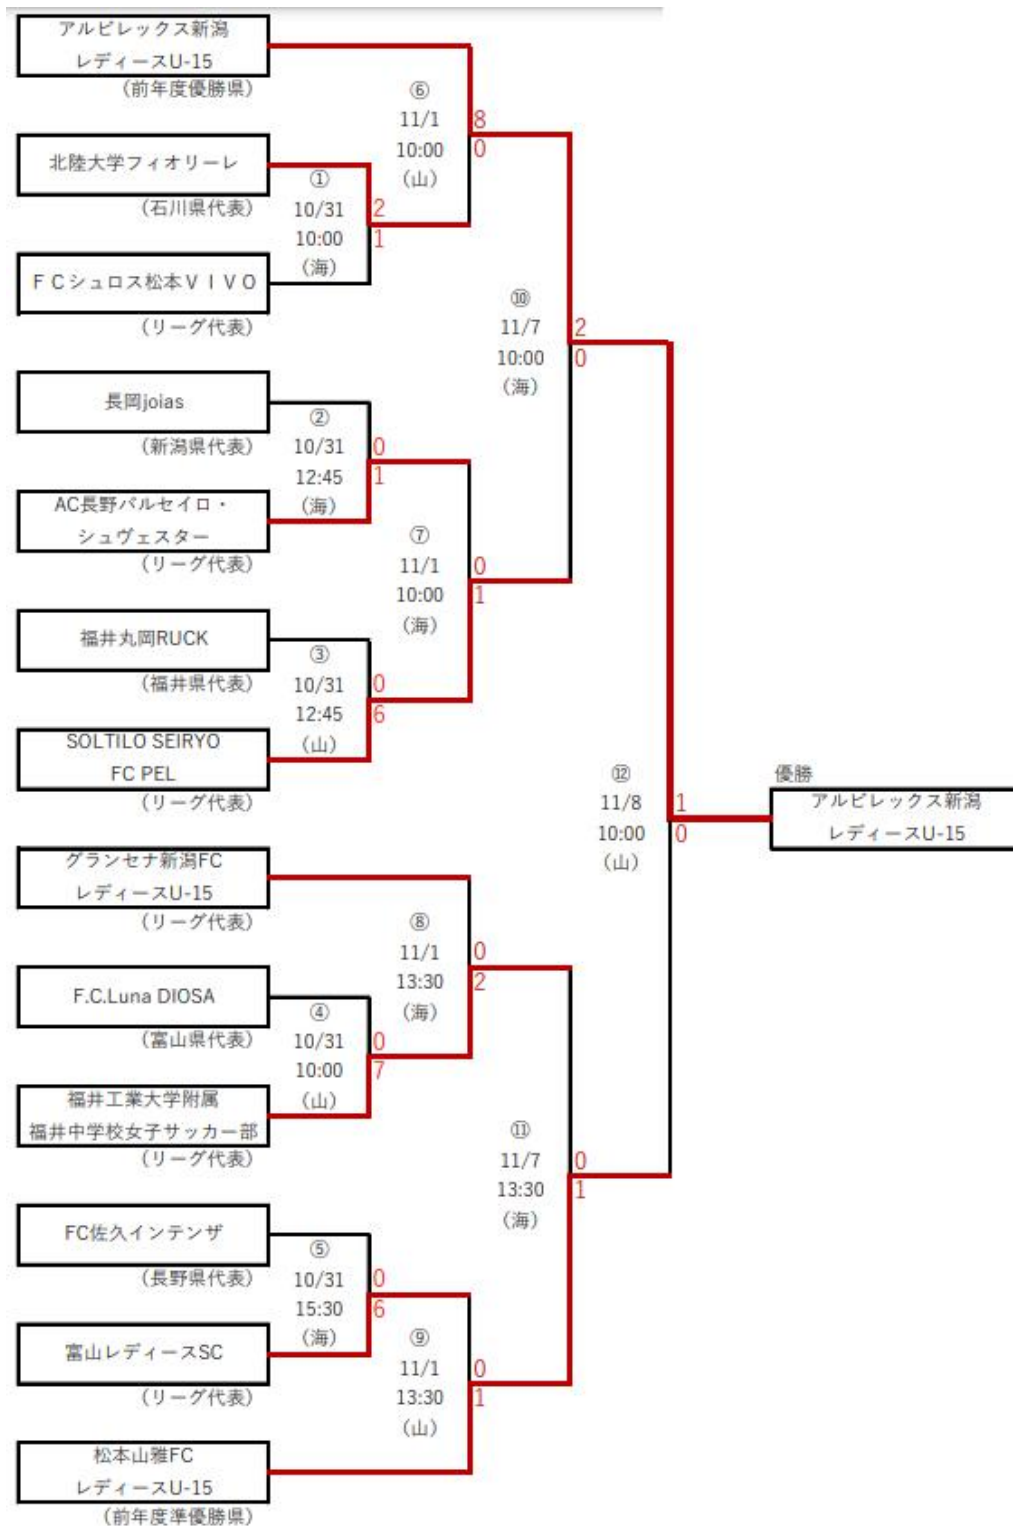 アルビレックス新潟
レディースU-15
(前年度優勝県)
⑥
11/1
10:00
(山)
8
0
北陸大学フィオリーレ
(石川県代表)
①
10/31
10:00
(海)
2
1
ＦＣシュロス松本ＶＩＶＯ
(リーグ代表)
⑩
11/7
10:00
(海)
2
0
長岡joias
(新潟県代表)
②
10/31
12:45
(海)
0
1
AC長野パルセイロ・
シュヴェスター
(リーグ代表)
⑦
11/1
10:00
(海)
0
1
福井丸岡RUCK
(福井県代表)
③
10/31
12:45
(山)
0
6
SOLTILO SEIRYO
FC PEL
(リーグ代表)
⑫
11/8
10:00
(山)
1
0
優勝
アルビレックス新潟
レディースU-15
グランセナ新潟FC
レディースU-15
(リーグ代表)
⑧
11/1
13:30
(海)
0
2
F.C.Luna DIOSA
(富山県代表)
④
10/31
10:00
(山)
0
7
福井工業大学附属
福井中学校女子サッカー部
(リーグ代表)
⑪
11/7
13:30
(海)
0
1
FC佐久インテンザ
(長野県代表)
⑤
10/31
15:30
(海)
0
6
富山レディースSC
(リーグ代表)
⑨
11/1
13:30
(山)
0
1
松本山雅FC
レディースU-15
(前年度準優勝県)